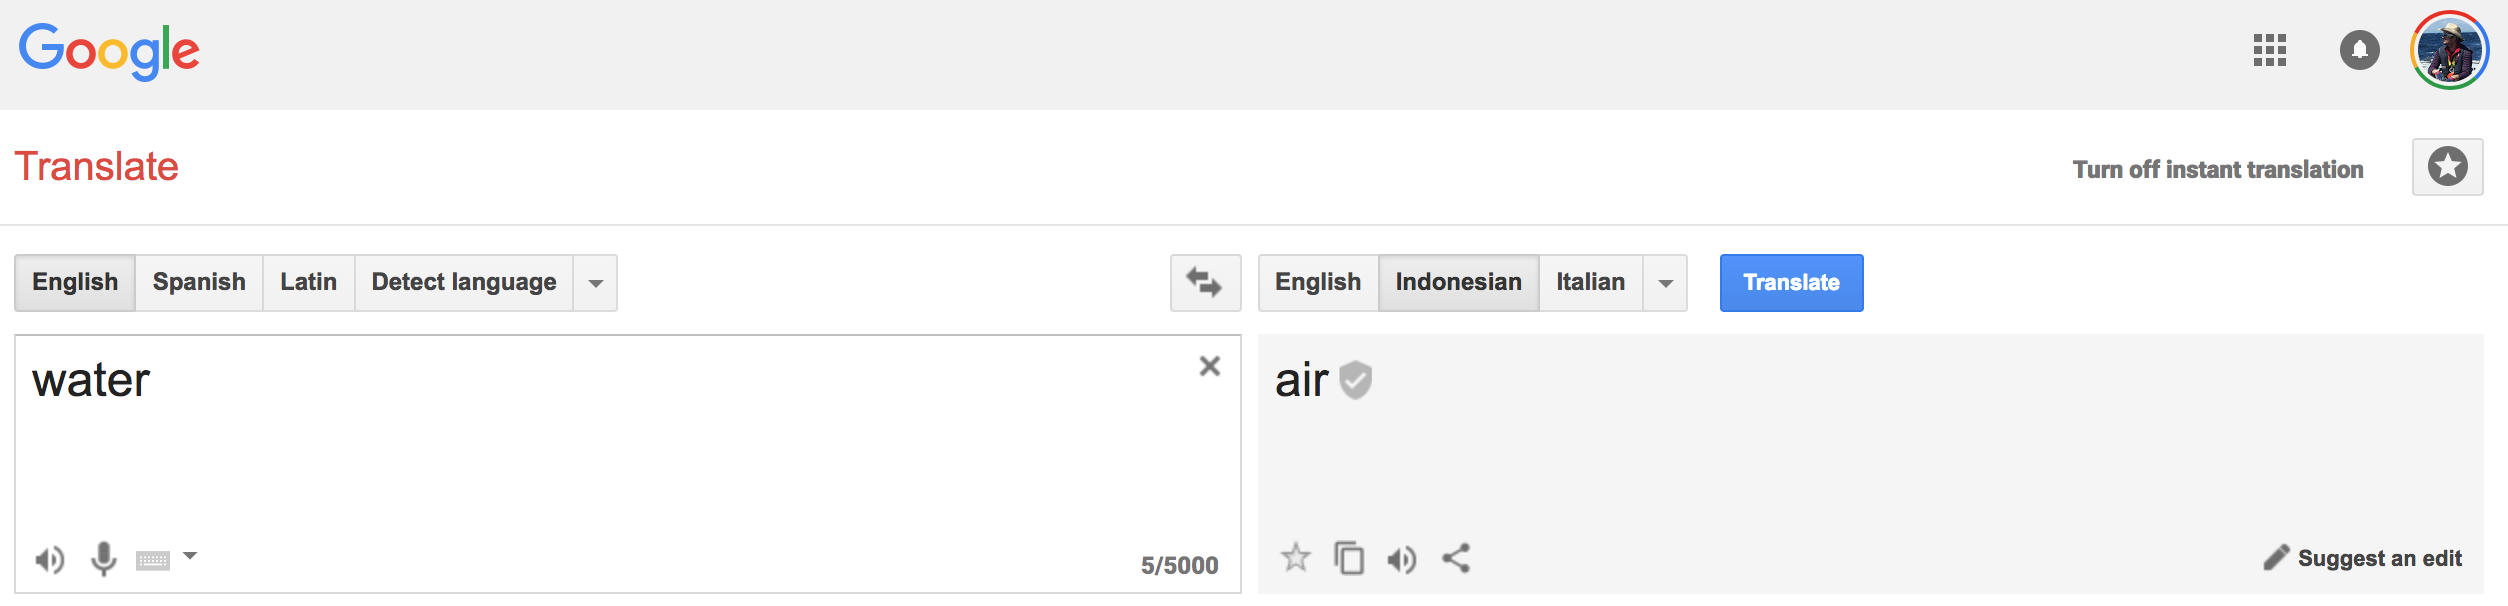 Google
Translate
Turn off instant translation
English Spanish Latin Detect language
English Indonesian Italian
Translate
water
air
5/5000
Suggest an edit